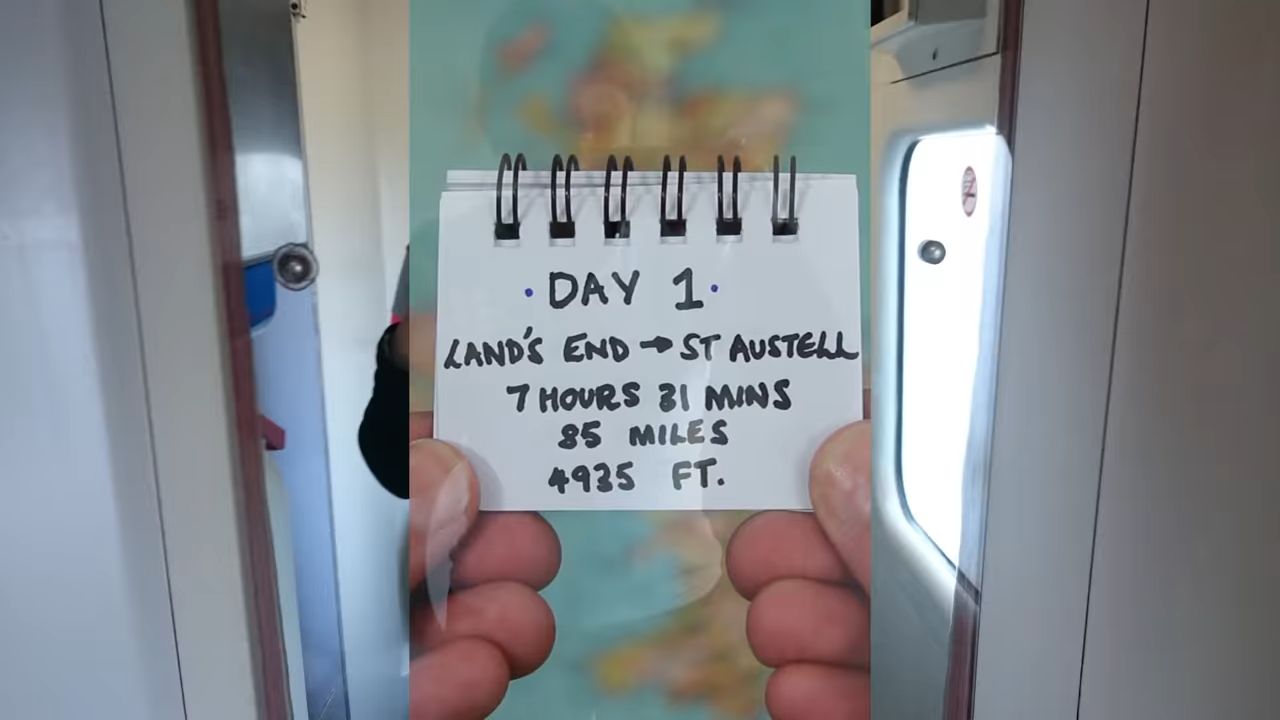 DAY 1
LAND'S END → ST AUSTELL
7 HOURS 31 MINS
85 MILES
4935 FT.